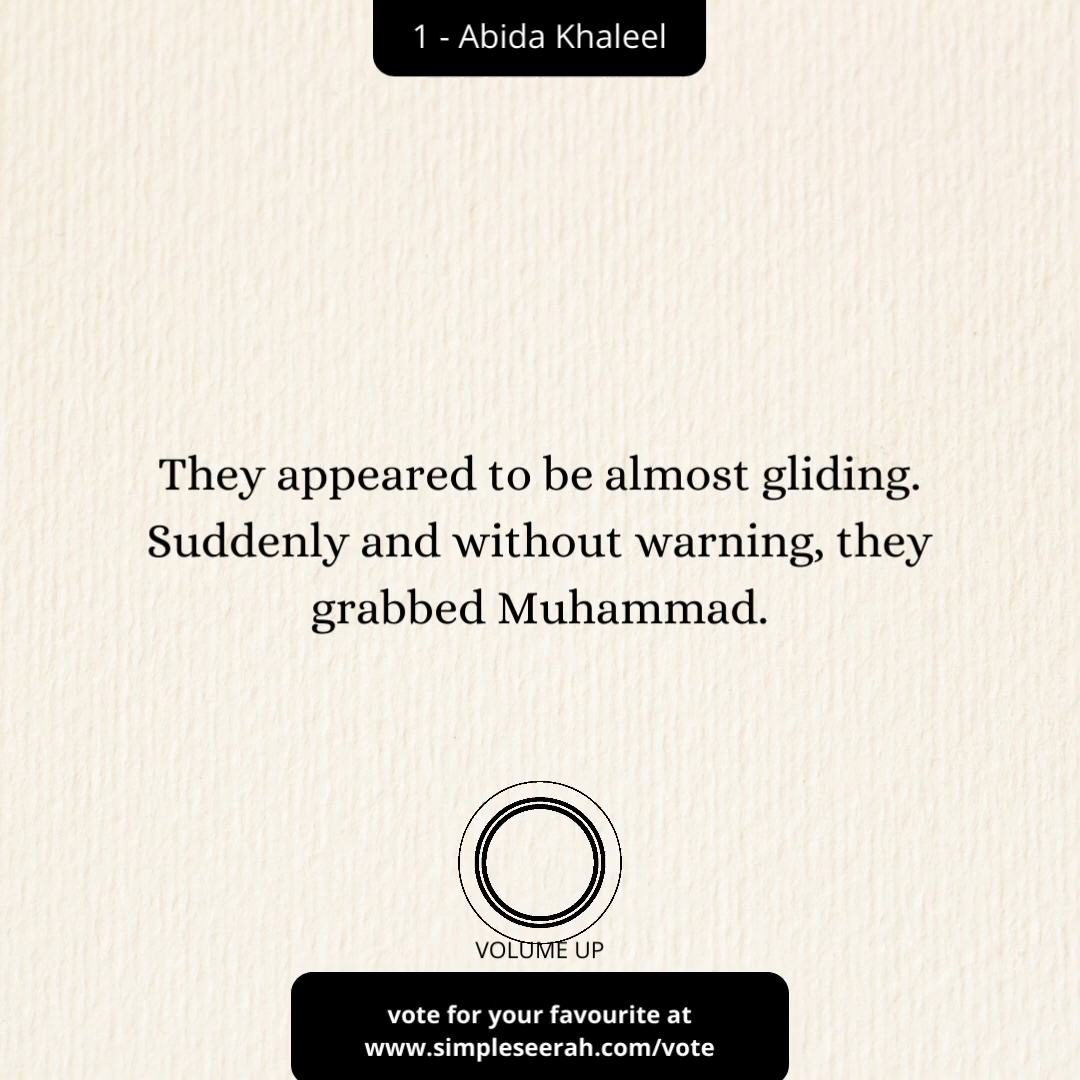 1 - Abida Khaleel
They appeared to be almost gliding.
Suddenly and without warning, they
grabbed Muhammad.
VOLUME UP
vote for your favourite at
www.simpleseerah.com/vote